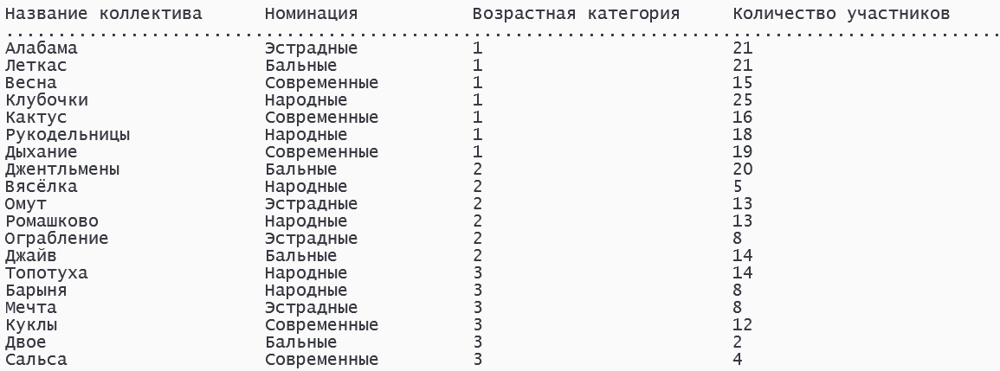 Название коллектива Номинация Возрастная категория Количество участников
................................................................................................
Алабама Эстрадные 1 21
Леткас Бальные 1 21
Весна Современные 1 15
Клубочки Народные 1 25
Кактус Современные 1 16
Рукодельницы Народные 1 18
Дыхание Современные 1 19
Джентльмены Бальные 2 20
Вясёлка Народные 2 5
Омут Эстрадные 2 13
Ромашково Народные 2 13
Ограбление Эстрадные 2 8
Джайв Бальные 2 14
Топотуха Народные 3 14
Барыня Народные 3 8
Мечта Эстрадные 3 8
Куклы Современные 3 12
Двое Бальные 3 2
Сальса Современные 3 4